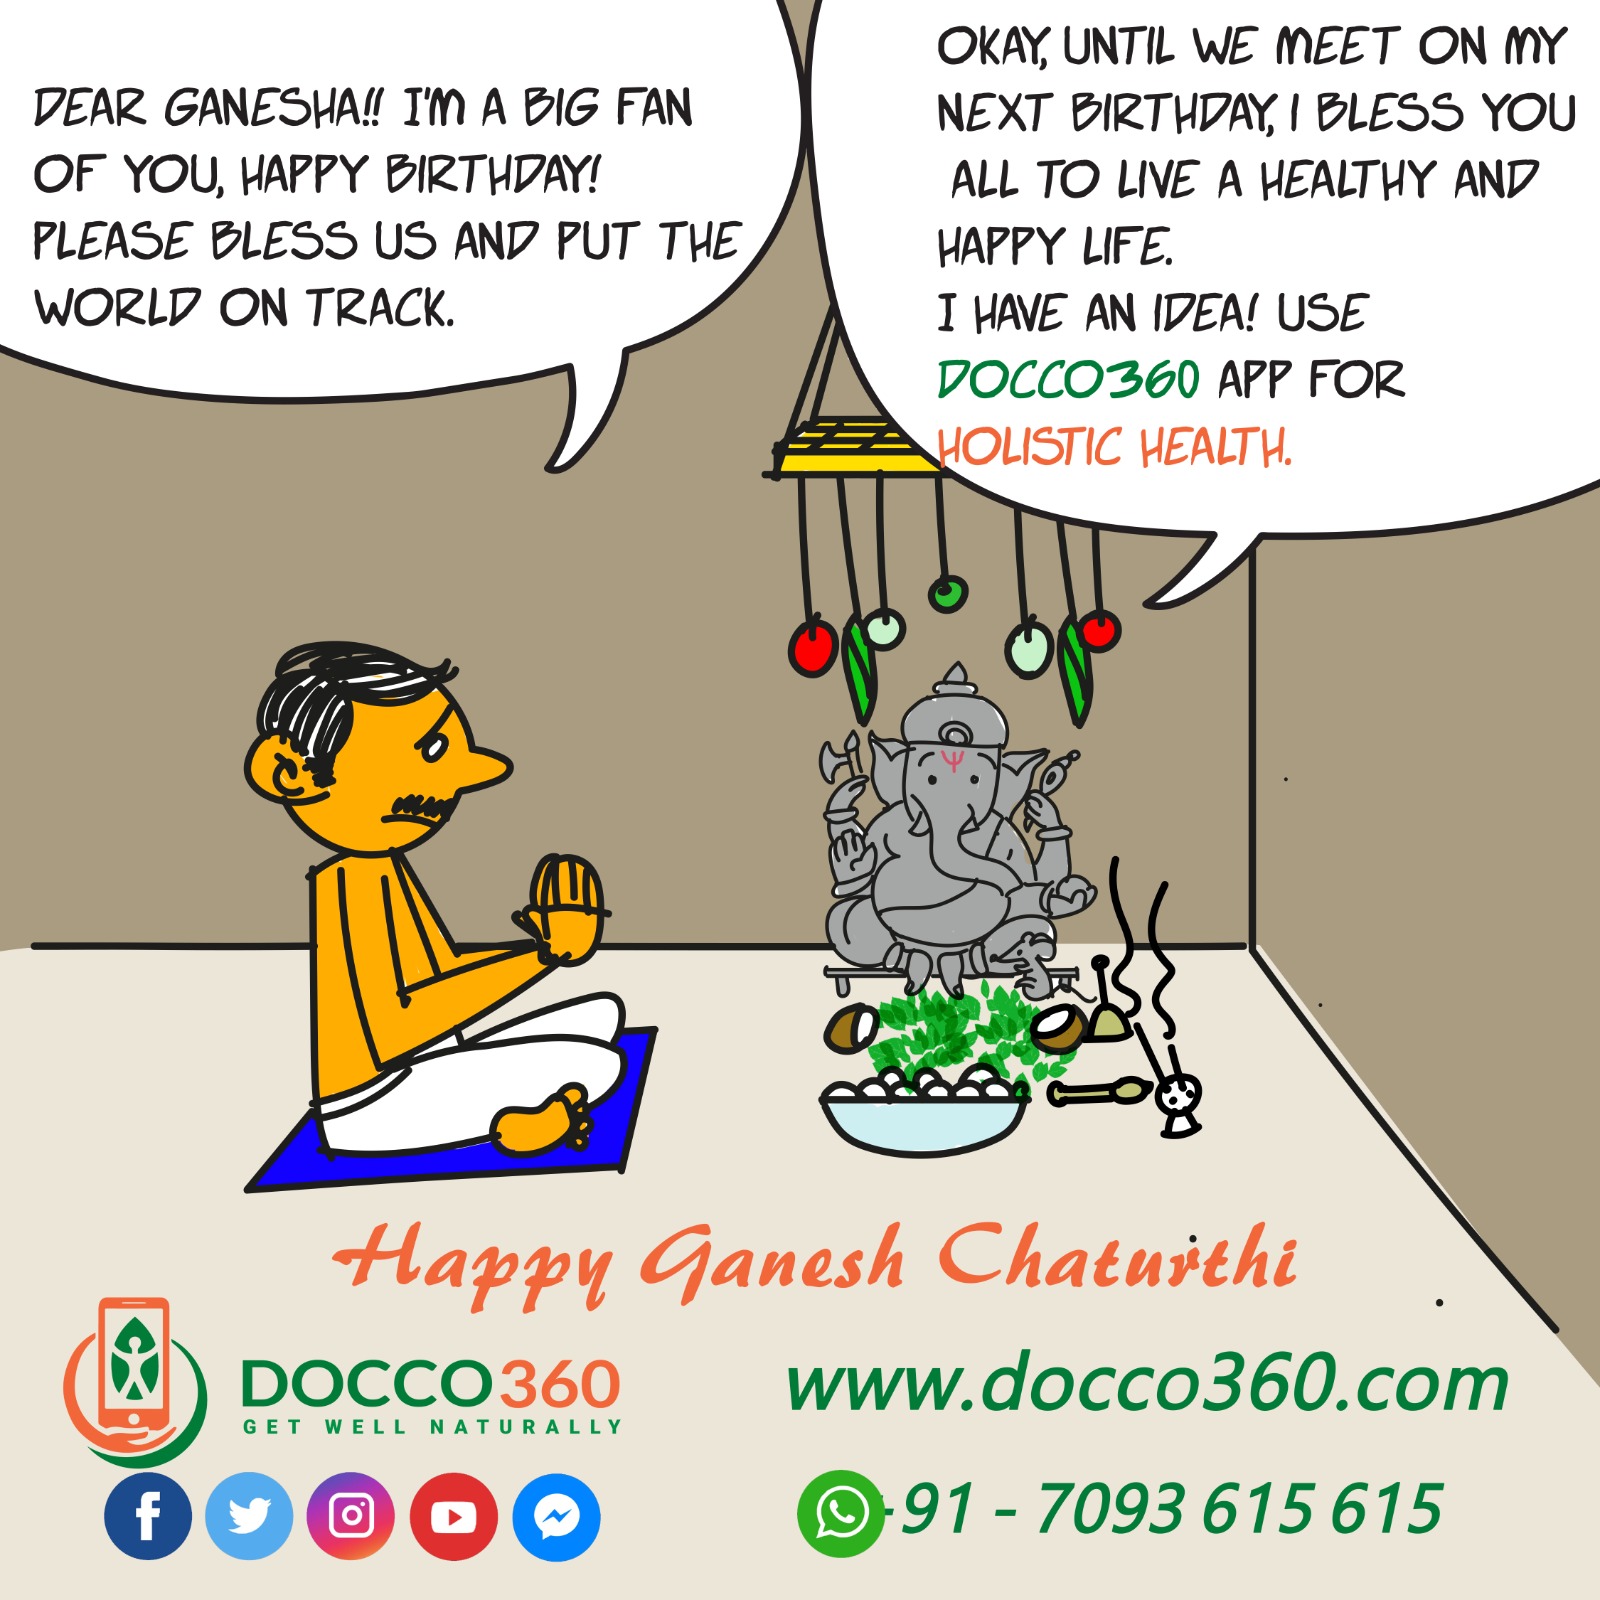 DEAR GANESHA!! I'M A BIG FAN
OF YOU, HAPPY BIRTHDAY!
PLEASE BLESS US AND PUT THE
WORLD ON TRACK.
OKAY, UNTIL WE MEET ON MY
NEXT BIRTHDAY, I BLESS YOU
ALL TO LIVE A HEALTHY AND
HAPPY LIFE.
I HAVE AN IDEA! USE
DOCCO360 APP FOR
HOLISTIC HEALTH.
Happy Ganesh Chaturthi
DOCCO360
GET WELL NATURALLY
www.docco360.com
+91 - 7093 615 615